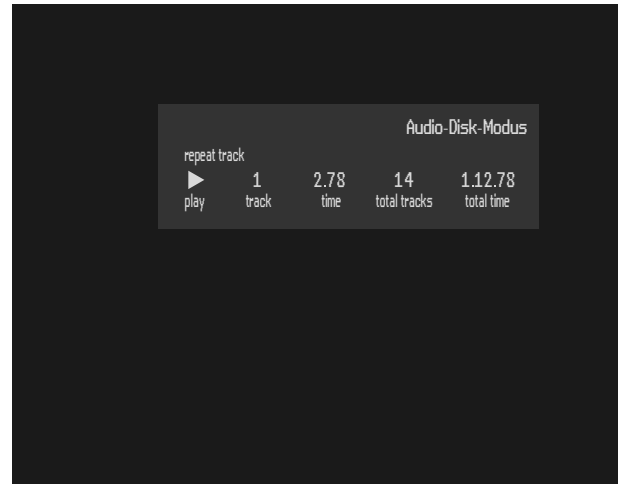 Audio-Disk-Modus
repeat track
1 2.78 14 1.12.78
play track time total tracks total time